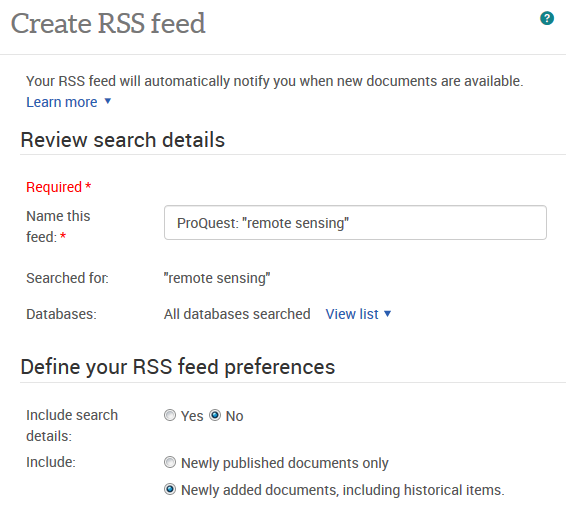 Create RSS feed
?
Your RSS feed will automatically notify you when new documents are available.
Learn more
Review search details
Required *
Name this
feed: *
ProQuest: "remote sensing"
Searched for:
"remote sensing"
Databases:
All databases searched
View list
Define your RSS feed preferences
Include search
details:
Yes
No
Include:
Newly published documents only
Newly added documents, including historical items.